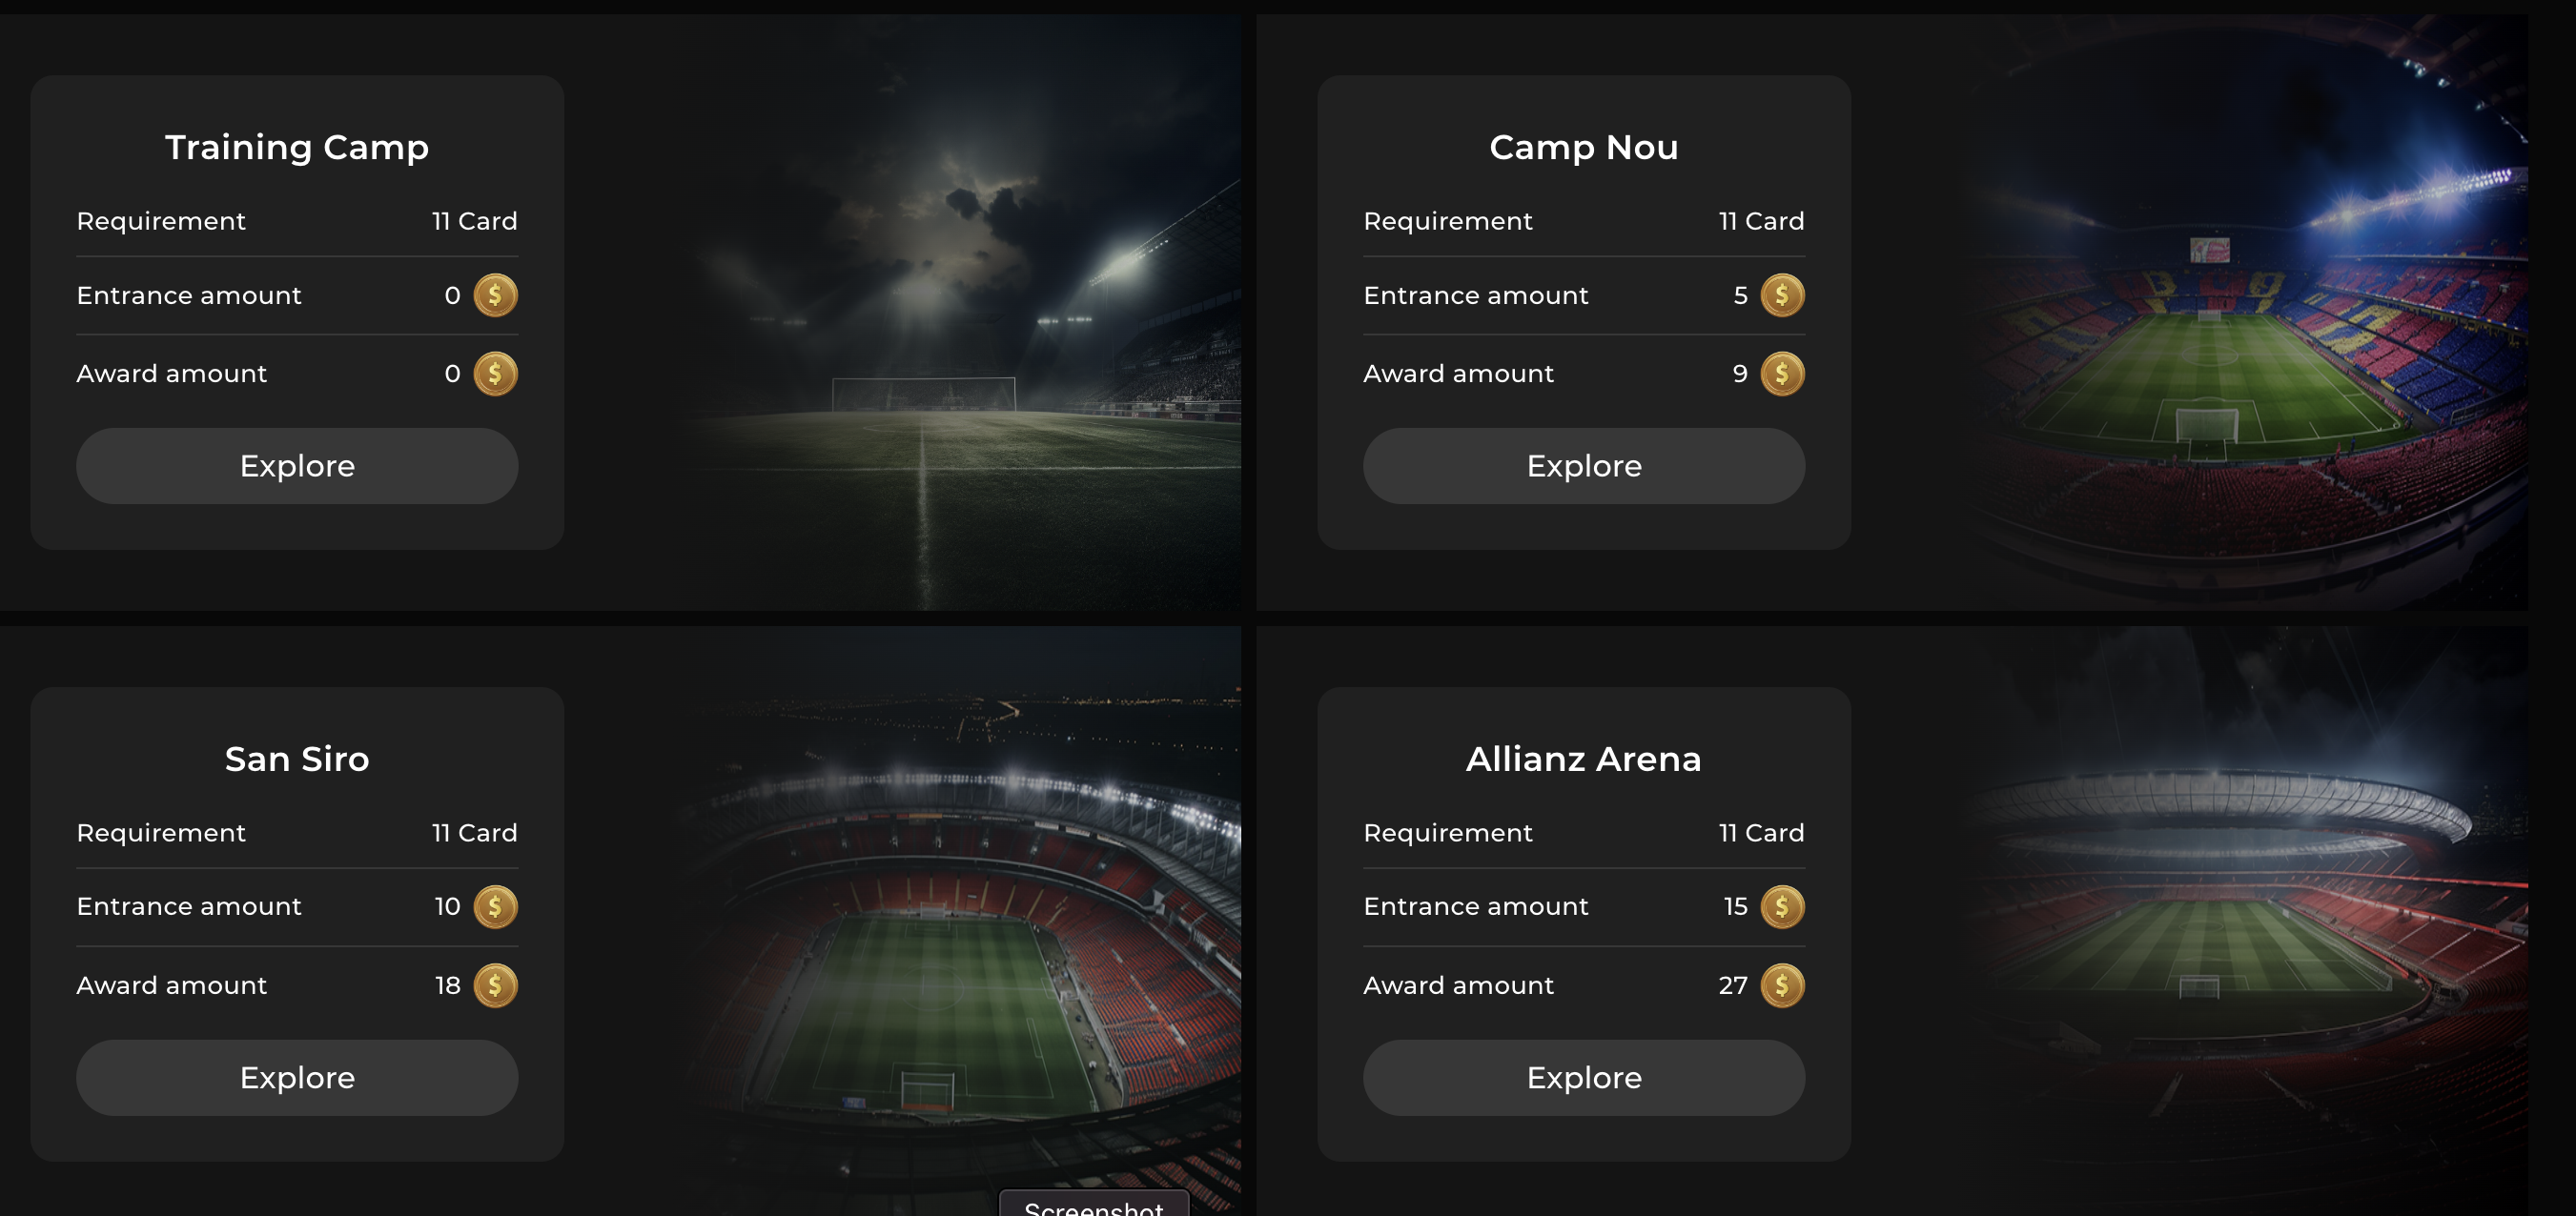 Training Camp
Requirement 11 Card
Entrance amount 0 $
Award amount 0 $
Explore
Camp Nou
Requirement 11 Card
Entrance amount 5 $
Award amount 9 $
Explore
San Siro
Requirement 11 Card
Entrance amount 10 $
Award amount 18 $
Explore
Allianz Arena
Requirement 11 Card
Entrance amount 15 $
Award amount 27 $
Explore
Screenshot